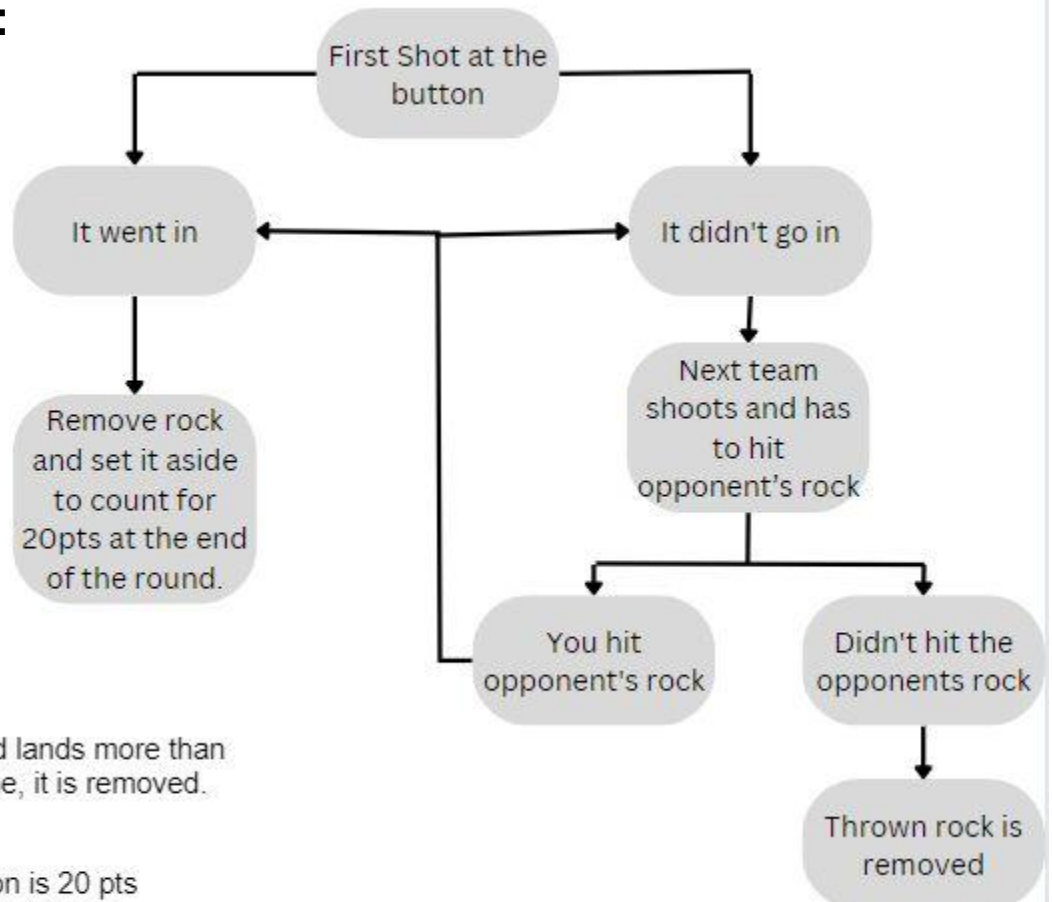 :
First Shot at the
button
It went in
It didn't go in
Remove rock
and set it aside
to count for
20pts at the end
of the round.
Next team
shoots and has
to hit
opponent’s rock
You hit
opponent's rock
Didn't hit the
opponents rock
Thrown rock is
removed
lands more than
it is removed.
is 20 pts